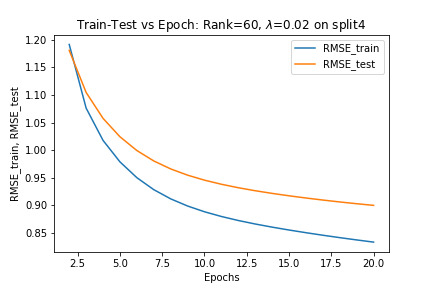 Train-Test vs Epoch: Rank=60, λ=0.02 on split4
RMSE_train, RMSE_test
1.20
1.15
1.10
1.05
1.00
0.95
0.90
0.85
RMSE_train
RMSE_test
2.5 5.0 7.5 10.0 12.5 15.0 17.5 20.0
Epochs